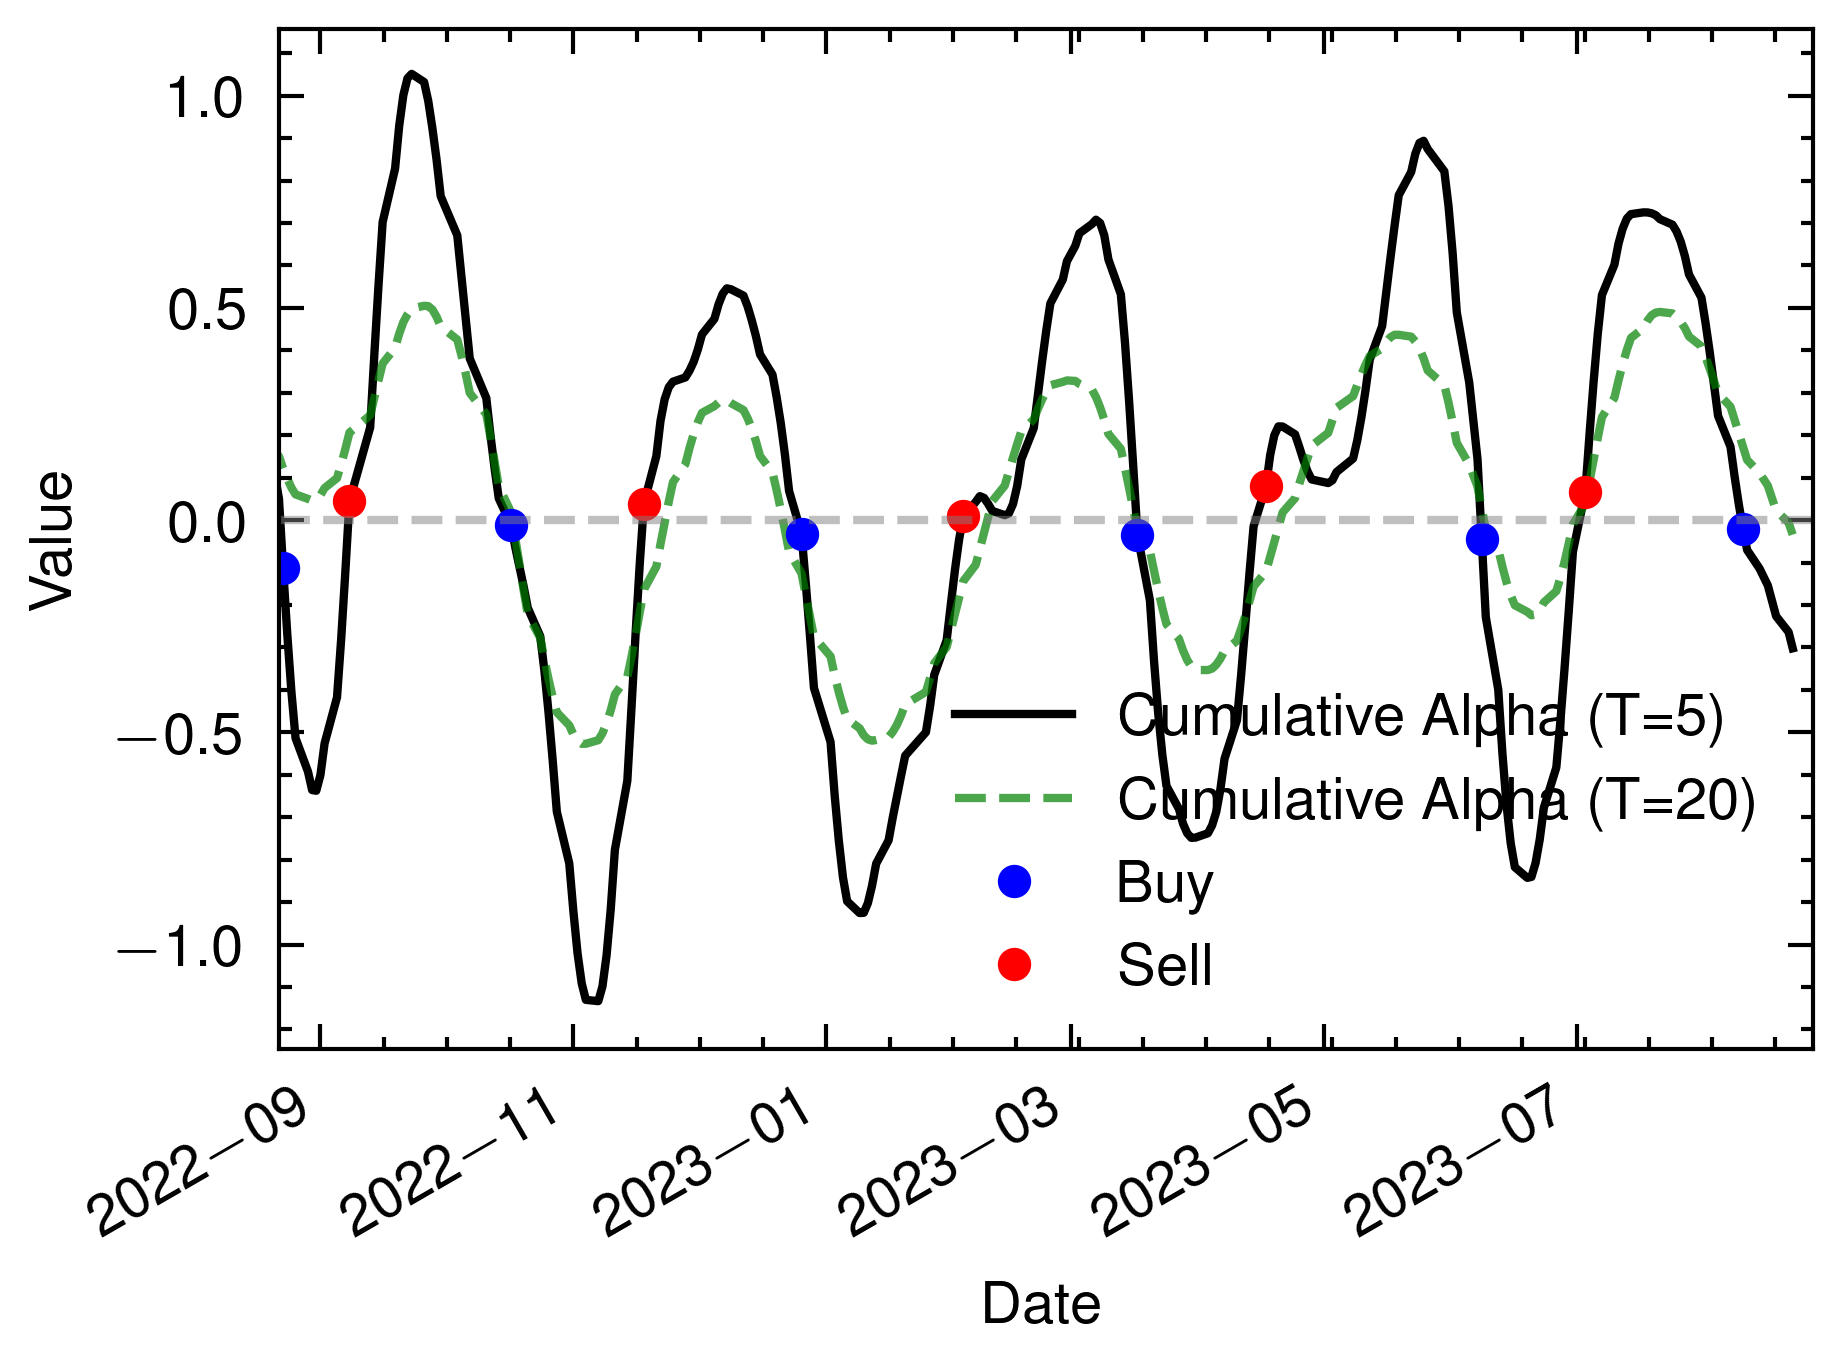 1.0
0.5
0.0
−0.5
−1.0
Value
Cumulative Alpha (T=5)
Cumulative Alpha (T=20)
Buy
Sell
2022−09
2022−11
2023−01
2023−03
2023−05
2023−07
Date